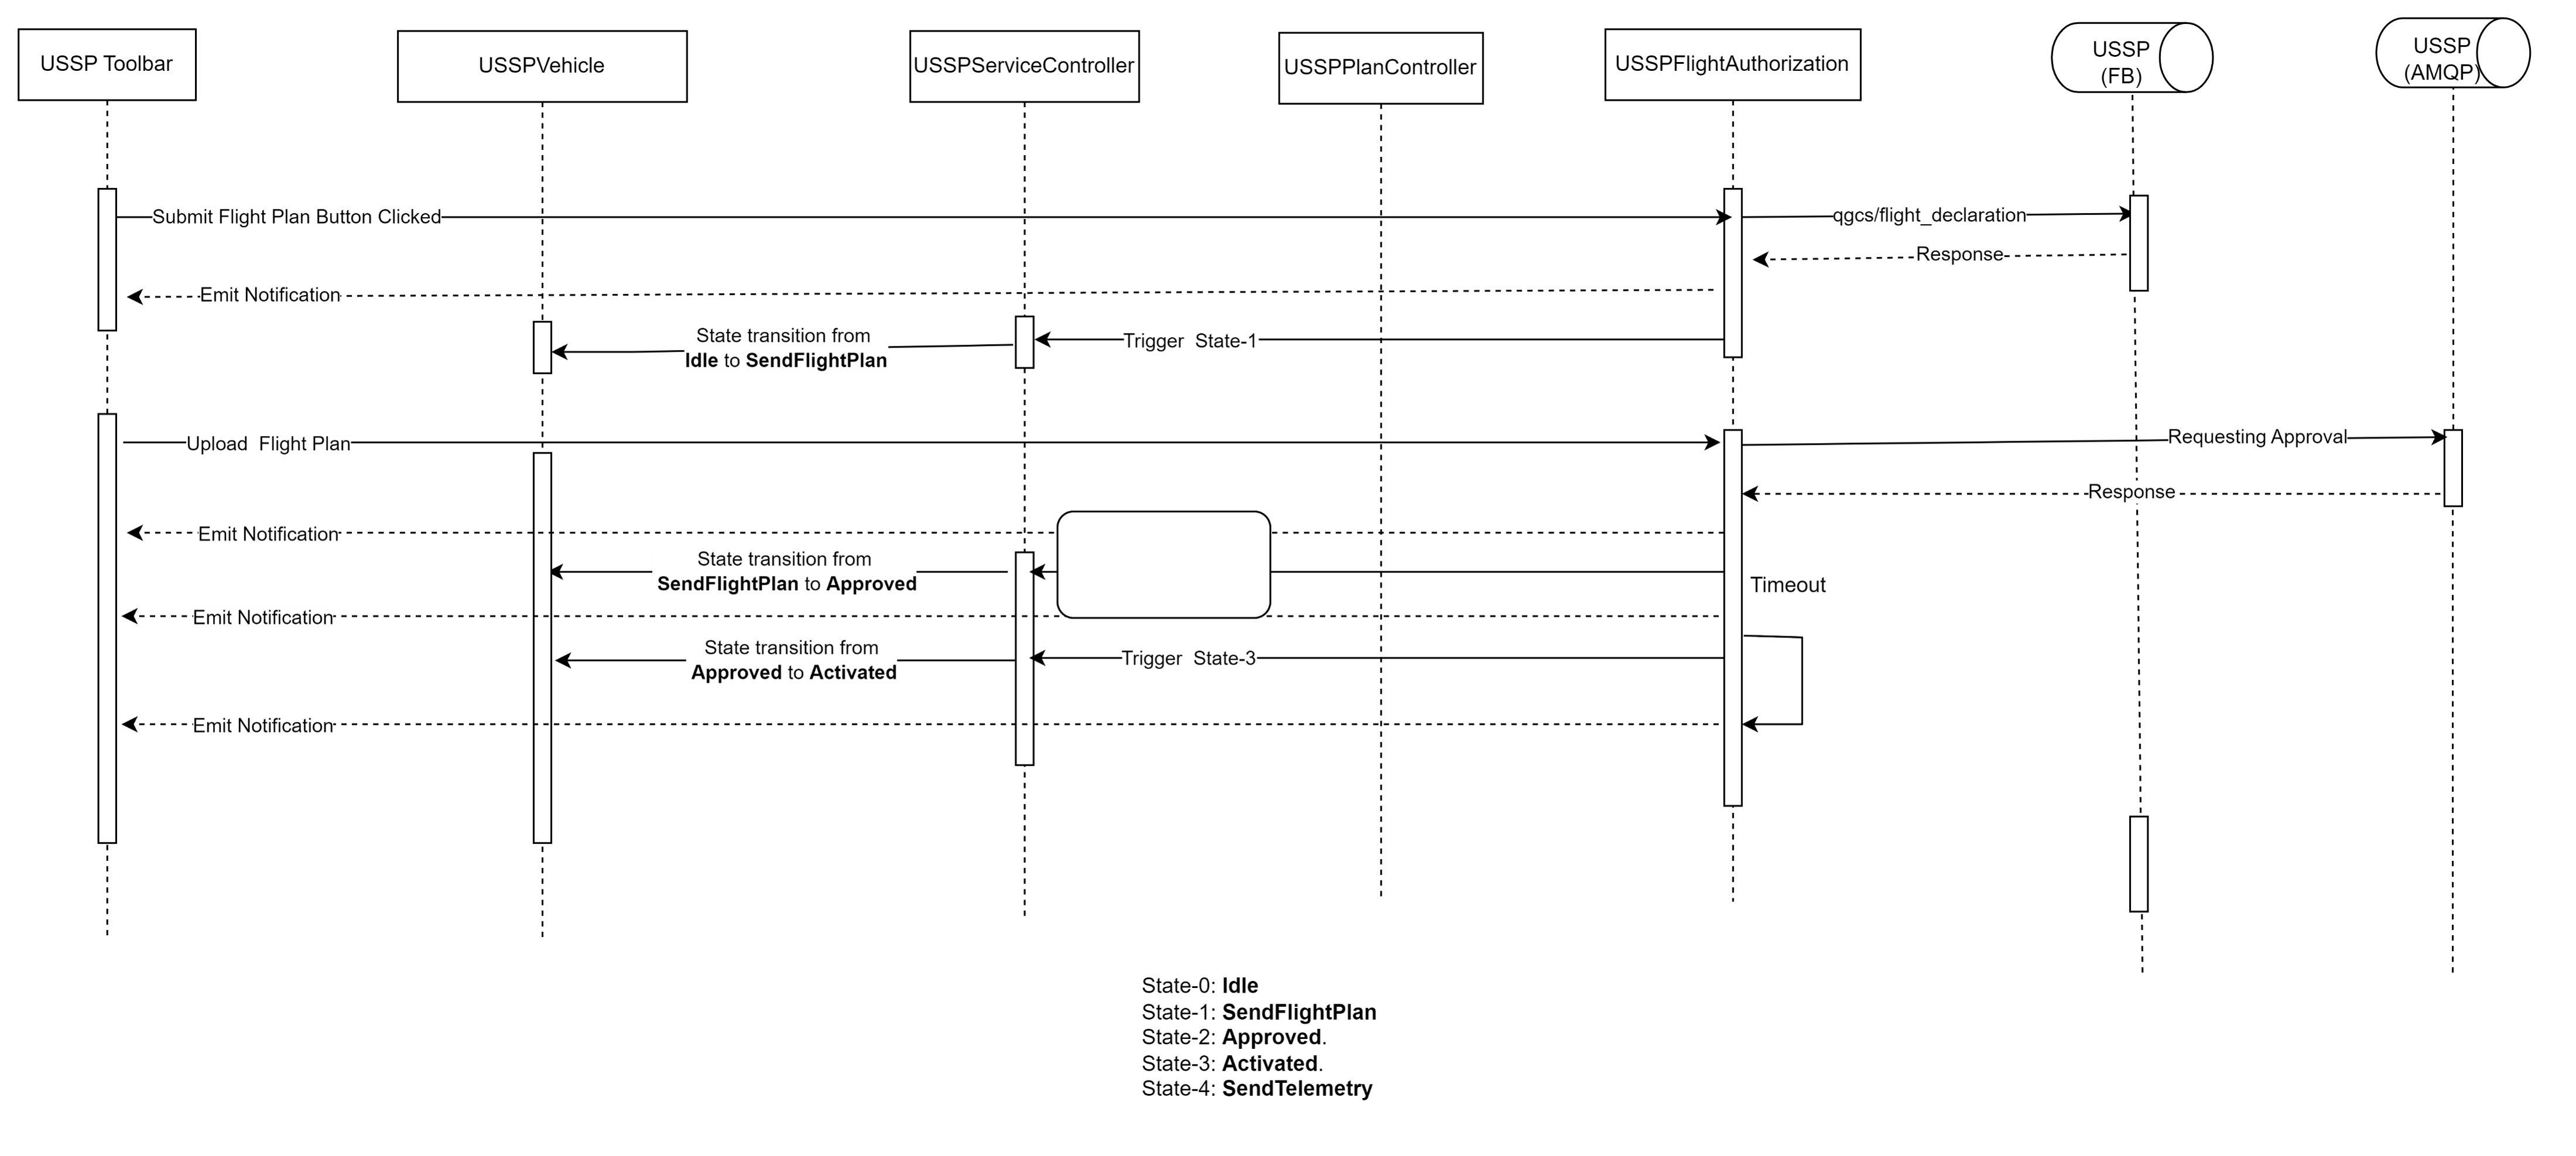 USSP Toolbar
USSPVehicle
USSPServiceController
USSPPlanController
USSPFlightAuthorization
USSP
(FB)
USSP
(AMQP)
Submit Flight Plan Button Clicked
qgcs/flight_declaration
Response
Emit Notification
State transition from
Idle to SendFlightPlan
Trigger State-1
Upload Flight Plan
Requesting Approval
Response
Emit Notification
State transition from
SendFlightPlan to Approved
Timeout
Emit Notification
State transition from
Approved to Activated
Trigger State-3
Emit Notification
State-0: Idle
State-1: SendFlightPlan
State-2: Approved.
State-3: Activated.
State-4: SendTelemetry